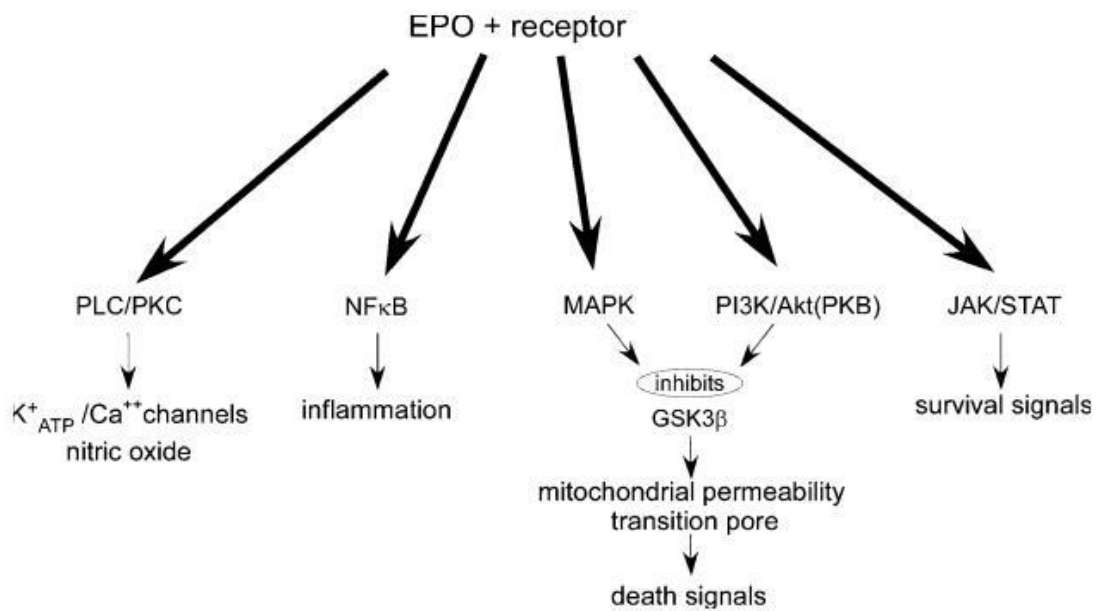 EPO + receptor
PLC/PKC
NFκB
MAPK
PI3K/Akt(PKB)
JAK/STAT
K⁺ATP /Ca⁺⁺channels
nitric oxide
inflammation
inhibits
GSK3β
survival signals
mitochondrial permeability
transition pore
death signals